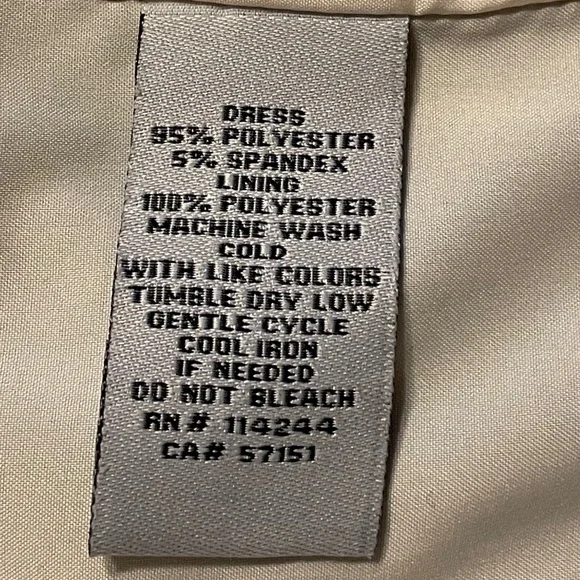 DRESS
95% POLYESTER
5% SPANDEX
LINING
100% POLYESTER
MACHINE WASH
COLD
WITH LIKE COLORS
TUMBLE DRY LOW
GENTLE CYCLE
COOL IRON
IF NEEDED
DO NOT BLEACH
RN# 114244
CA# 57151